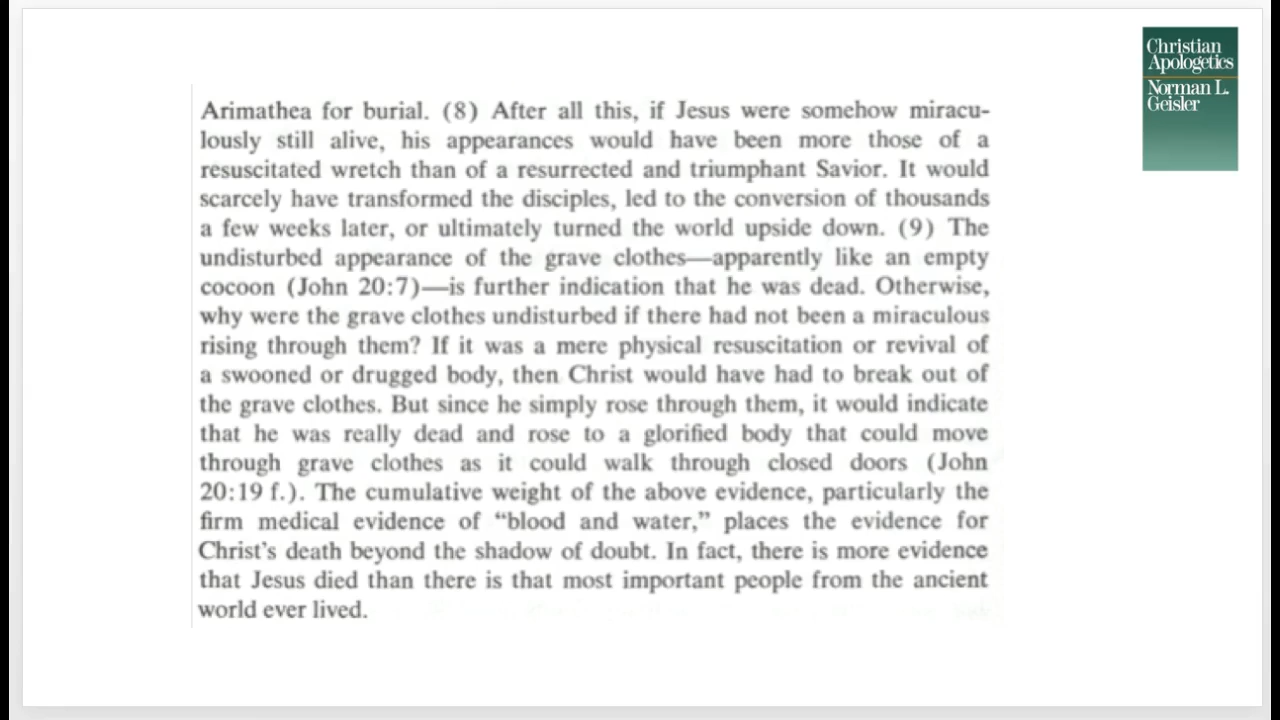 Christian
Apologetics
Norman L.
Geisler
Arimathea for burial. (8) After all this, if Jesus were somehow miracu-
lously still alive, his appearances would have been more those of a
resuscitated wretch than of a resurrected and triumphant Savior. It would
scarcely have transformed the disciples, led to the conversion of thousands
a few weeks later, or ultimately turned the world upside down. (9) The
undisturbed appearance of the grave clothes—apparently like an empty
cocoon (John 20:7)—is further indication that he was dead. Otherwise,
why were the grave clothes undisturbed if there had not been a miraculous
rising through them? If it was a mere physical resuscitation or revival of
a swooned or drugged body, then Christ would have had to break out of
the grave clothes. But since he simply rose through them, it would indicate
that he was really dead and rose to a glorified body that could move
through grave clothes as it could walk through closed doors (John
20:19 f.). The cumulative weight of the above evidence, particularly the
firm medical evidence of “blood and water,” places the evidence for
Christ’s death beyond the shadow of doubt. In fact, there is more evidence
that Jesus died than there is that most important people from the ancient
world ever lived.